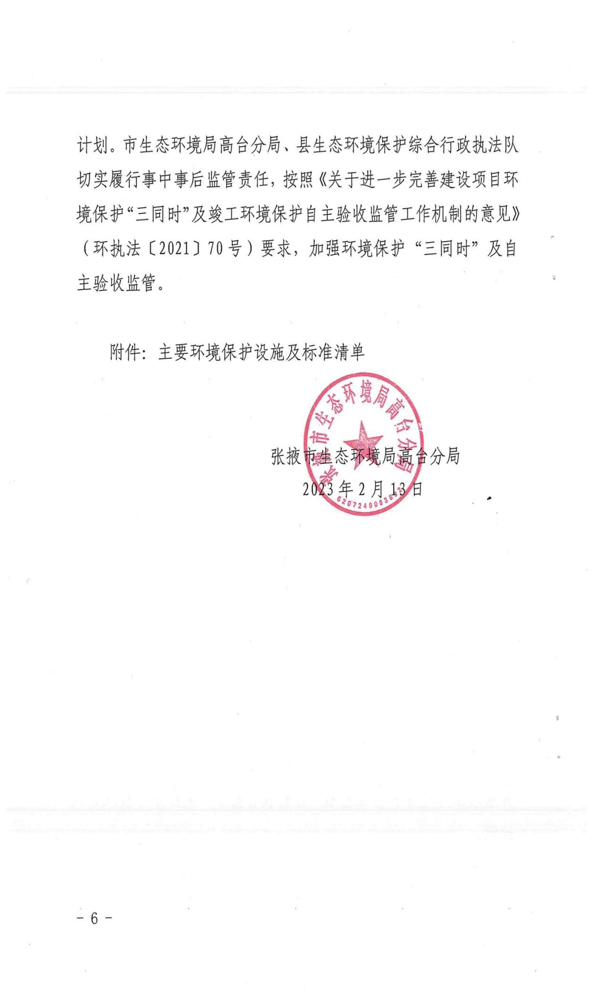 计划。市生态环境局高台分局、县生态环境保护综合行政执法队
切实履行事中事后监管责任，按照《关于进一步完善建设项目环
境保护“三同时”及竣工环境保护自主验收监管工作机制的意见》
（环执法〔2021〕70号）要求，加强环境保护“三同时”及自
主验收监管。
附件：主要环境保护设施及标准清单
张掖市生态环境局高台分局
张掖市生态环境局高台分局
2023年2月13日
6207240003692
- 6 -